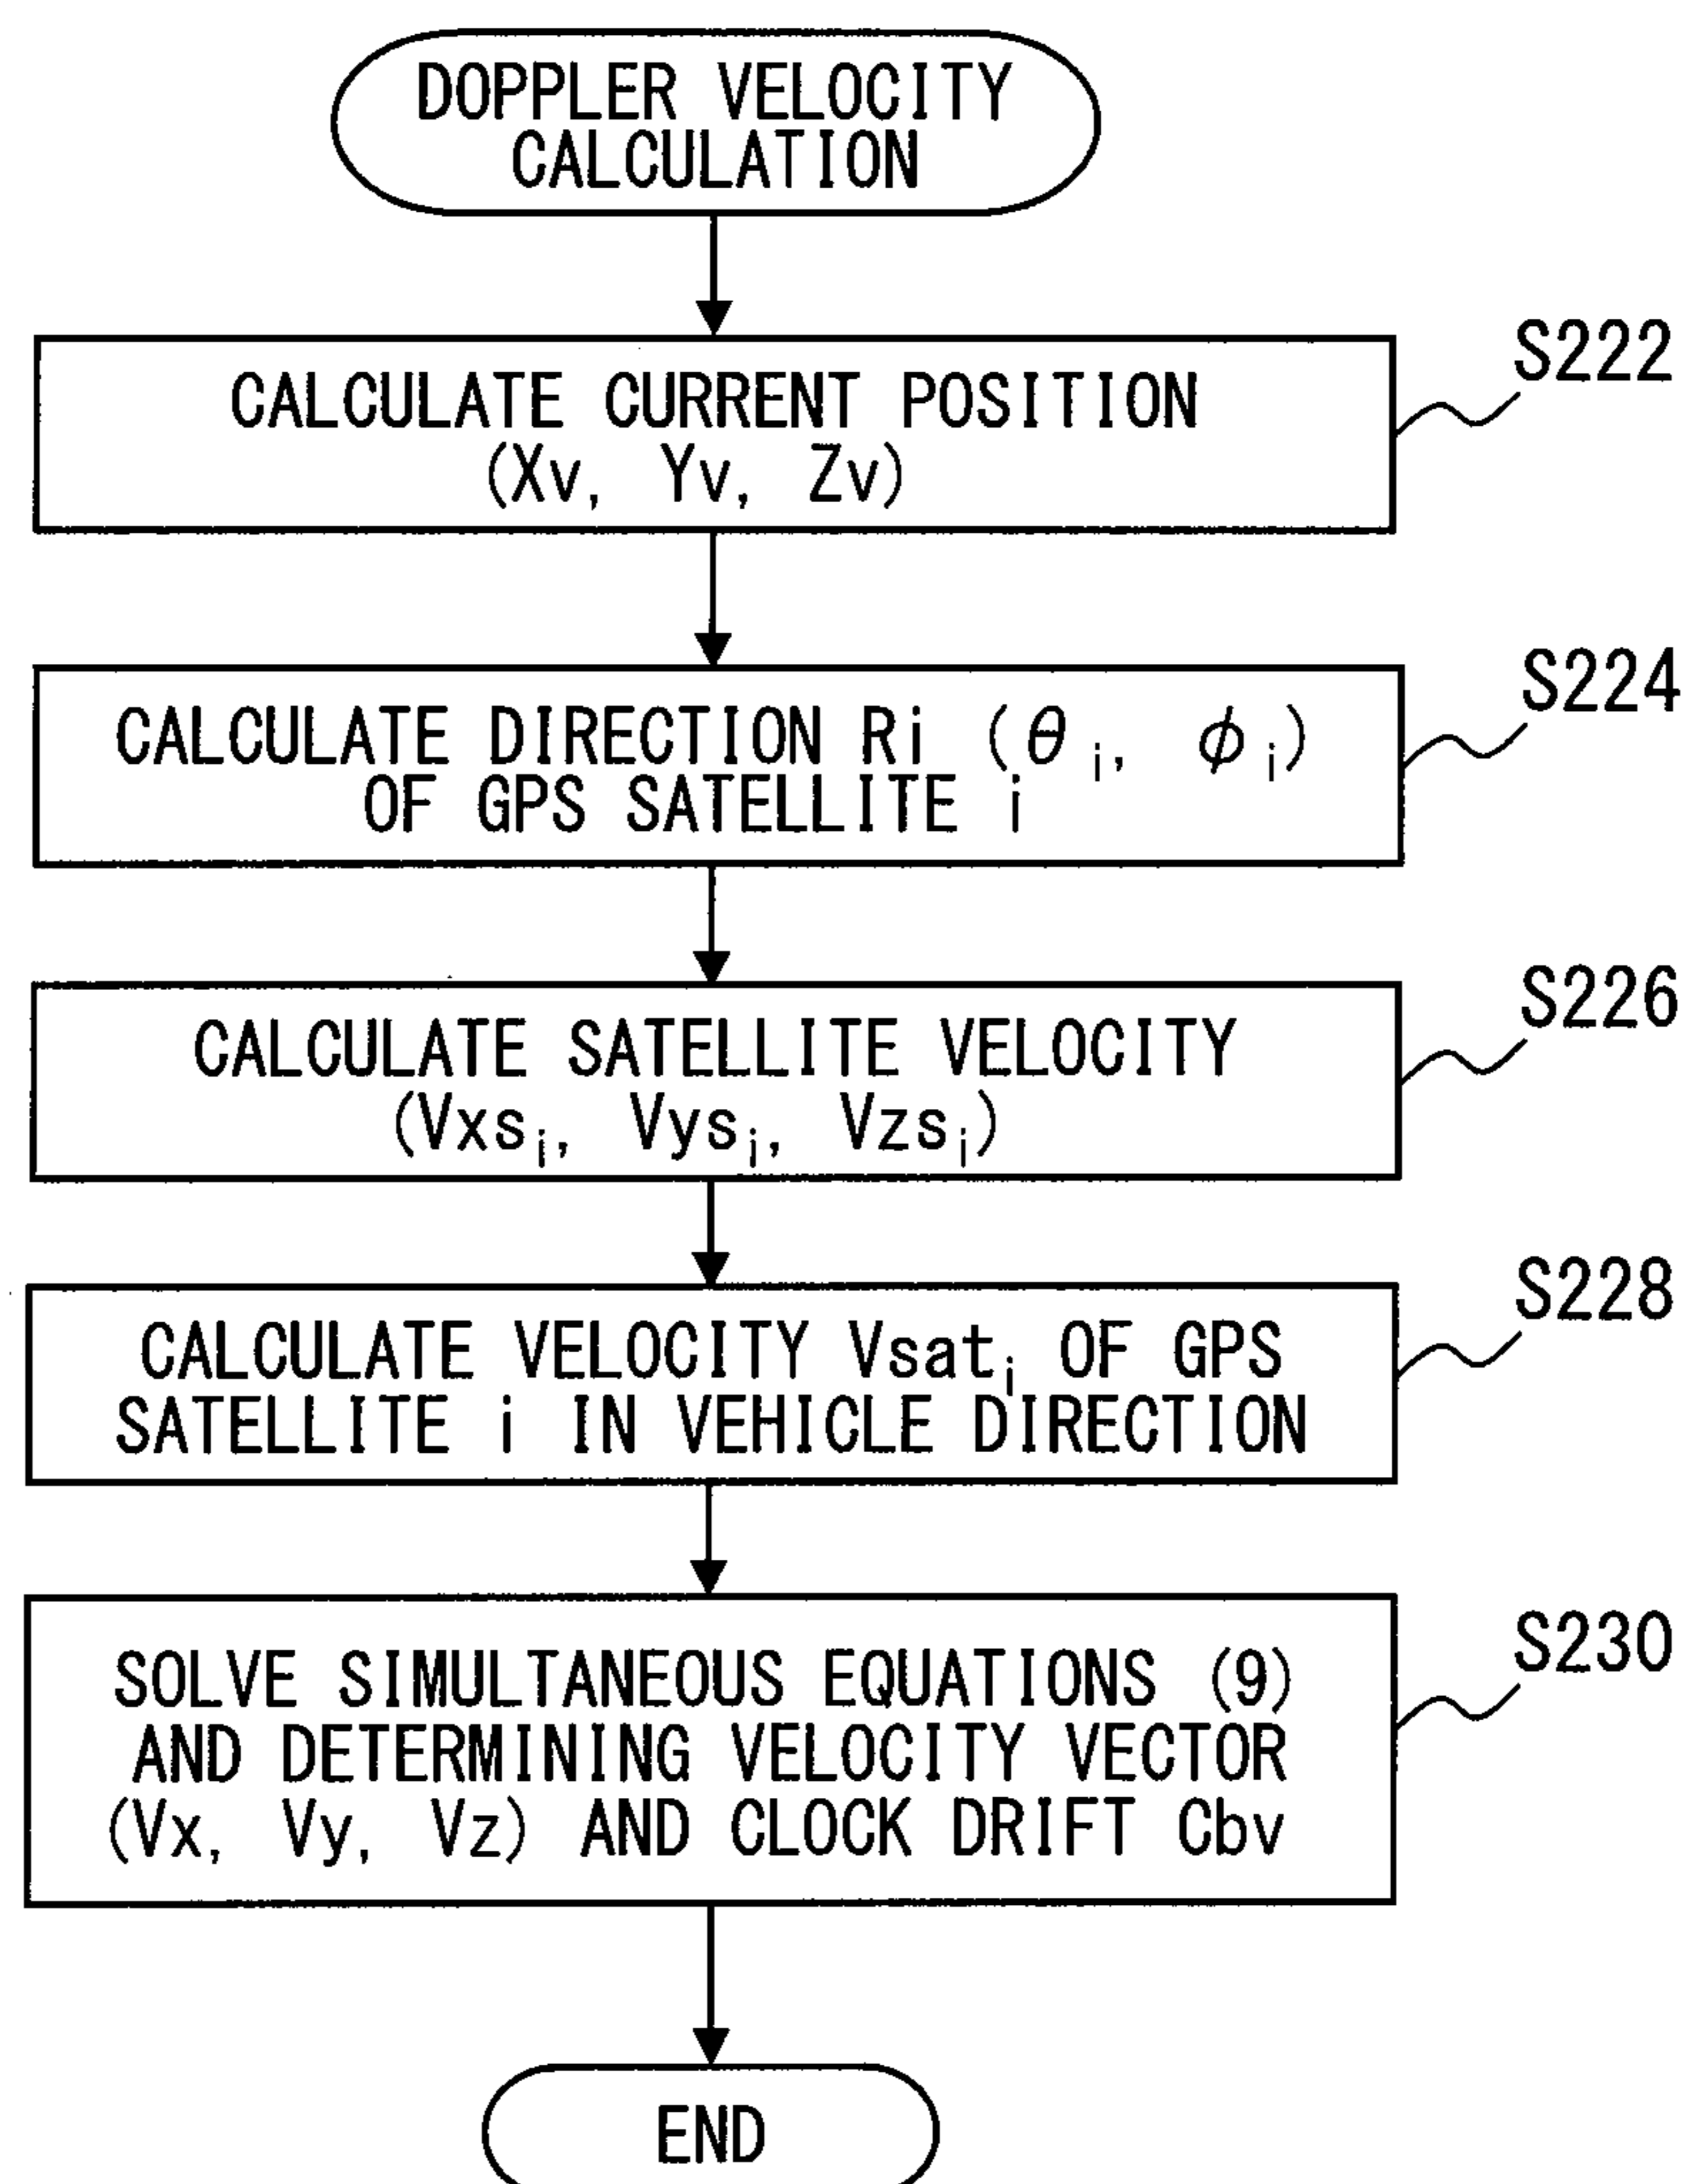 DOPPLER VELOCITY
CALCULATION
S222
CALCULATE CURRENT POSITION
(Xv, Yv, Zv)
S224
CALCULATE DIRECTION Ri (θi, ϕi)
OF GPS SATELLITE i
S226
CALCULATE SATELLITE VELOCITY
(Vxsi, Vysi, Vzsi)
S228
CALCULATE VELOCITY Vsati OF GPS
SATELLITE i IN VEHICLE DIRECTION
S230
SOLVE SIMULTANEOUS EQUATIONS (9)
AND DETERMINING VELOCITY VECTOR
(Vx, Vy, Vz) AND CLOCK DRIFT Cbv
END